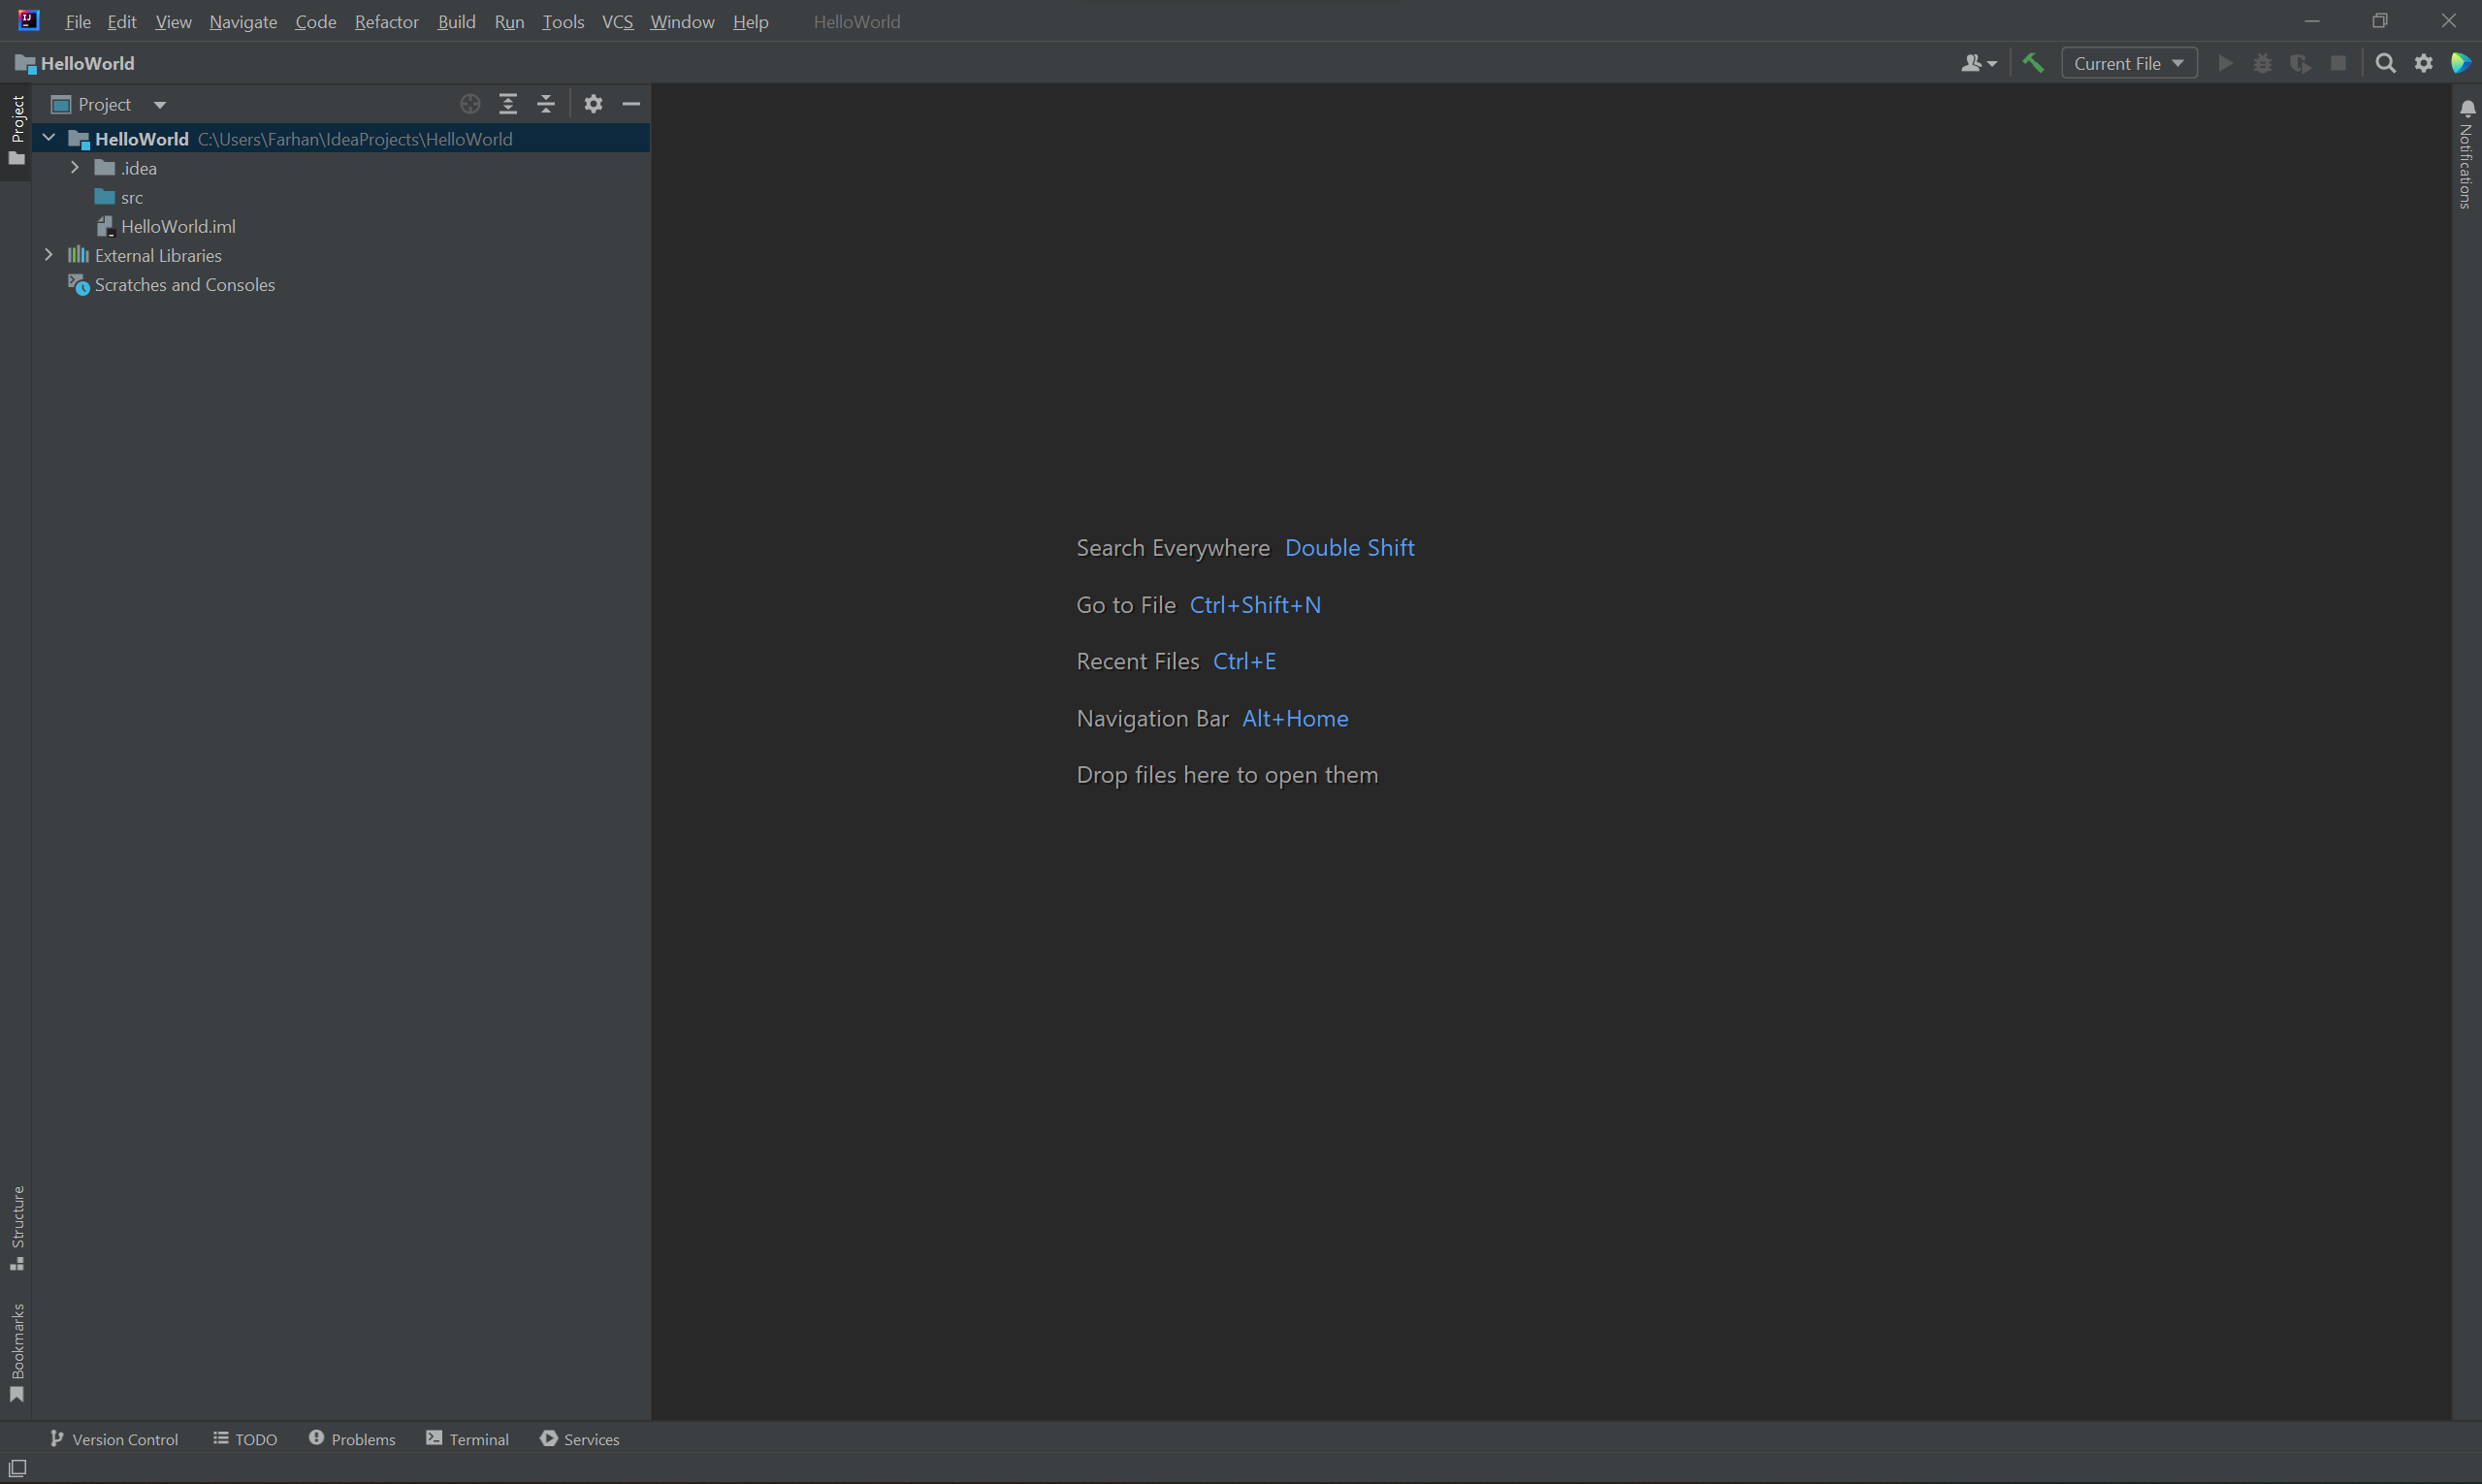 File Edit View Navigate Code Refactor Build Run Tools VCS Window Help HelloWorld
HelloWorld
Current File
Project
Project
HelloWorld C:\Users\Farhan\IdeaProjects\HelloWorld
.idea
src
HelloWorld.iml
External Libraries
Scratches and Consoles
Notifications
Search Everywhere Double Shift
Go to File Ctrl+Shift+N
Recent Files Ctrl+E
Navigation Bar Alt+Home
Drop files here to open them
Structure
Bookmarks
Version Control TODO Problems Terminal Services